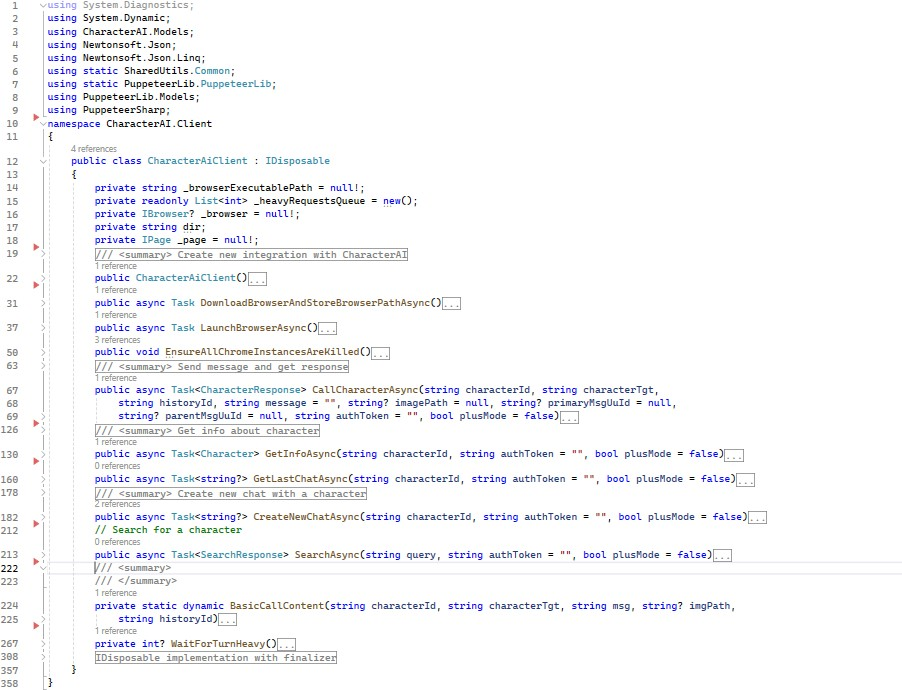 1 using System.Diagnostics;
2 using System.Dynamic;
3 using CharacterAI.Models;
4 using Newtonsoft.Json;
5 using Newtonsoft.Json.Linq;
6 using static SharedUtils.Common;
7 using static PuppeteerLib.PuppeteerLib;
8 using PuppeteerLib.Models;
9 using PuppeteerSharp;
10 namespace CharacterAI.Client
11 {
4 references
12 public class CharacterAiClient : IDisposable
13 {
14 private string _browserExecutablePath = null!;
15 private readonly List<int> _heavyRequestsQueue = new();
16 private IBrowser? _browser = null!;
17 private string dir;
18 private IPage _page = null!;
19 /// <summary> Create new integration with CharacterAI
1 reference
22 public CharacterAiClient()...
1 reference
31 public async Task DownloadBrowserAndStoreBrowserPathAsync()...
1 reference
37 public async Task LaunchBrowserAsync()...
3 references
50 public void EnsureAllChromeInstancesAreKilled()...
63 /// <summary> Send message and get response
1 reference
67 public async Task<CharacterResponse> CallCharacterAsync(string characterId, string characterTgt,
68 string historyId, string message = "", string? imagePath = null, string? primaryMsgUuId = null,
69 string? parentMsgUuId = null, string authToken = "", bool plusMode = false)...
126 /// <summary> Get info about character
1 reference
130 public async Task<Character> GetInfoAsync(string characterId, string authToken = "", bool plusMode = false)...
0 references
160 public async Task<string?> GetLastChatAsync(string characterId, string authToken = "", bool plusMode = false)...
178 /// <summary> Create new chat with a character
2 references
182 public async Task<string?> CreateNewChatAsync(string characterId, string authToken = "", bool plusMode = false)...
212 // Search for a character
0 references
213 public async Task<SearchResponse> SearchAsync(string query, string authToken = "", bool plusMode = false)...
222 /// <summary>
223 /// </summary>
1 reference
224 private static dynamic BasicCallContent(string characterId, string characterTgt, string msg, string? imgPath,
225 string historyId)...
1 reference
267 private int? WaitForTurnHeavy()...
308 IDisposable implementation with finalizer
357 }
358 }